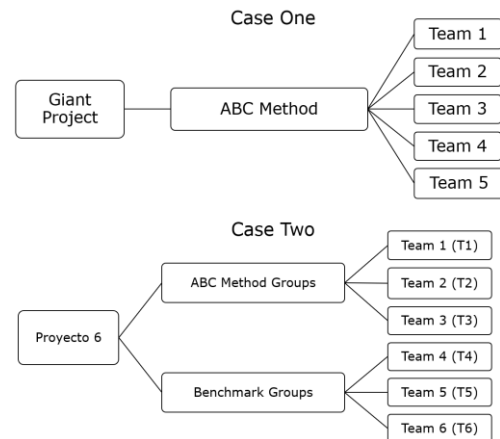 Case One
Giant
Project
ABC Method
Team 1
Team 2
Team 3
Team 4
Team 5
Case Two
Proyecto 6
ABC Method Groups
Team 1 (T1)
Team 2 (T2)
Team 3 (T3)
Benchmark Groups
Team 4 (T4)
Team 5 (T5)
Team 6 (T6)